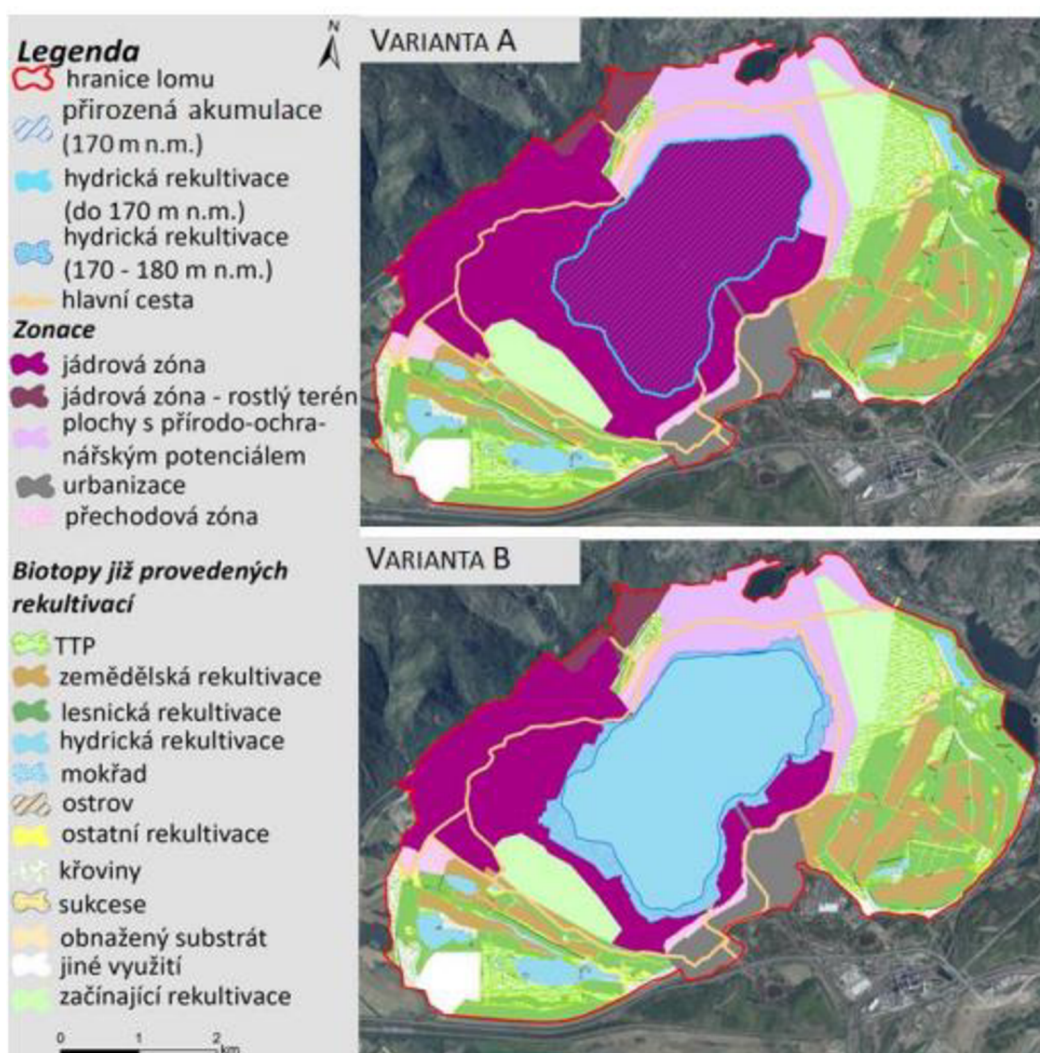 Legenda
N
hranice lomu
přirozená akumulace
(170 m n.m.)
hydrická rekultivace
(do 170 m n.m.)
hydrická rekultivace
(170 - 180 m n.m.)
hlavní cesta
Zonace
jádrová zóna
jádrová zóna - rostlý terén
plochy s přírodo-ochra-
nářským potenciálem
urbanizace
přechodová zóna
Biotopy již provedených
rekultivací
TTP
zemědělská rekultivace
lesnická rekultivace
hydrická rekultivace
mokřad
ostrov
ostatní rekultivace
křoviny
sukcese
obnažený substrát
jiné využití
začínající rekultivace
0 1 2
km
VARIANTA A
VARIANTA B